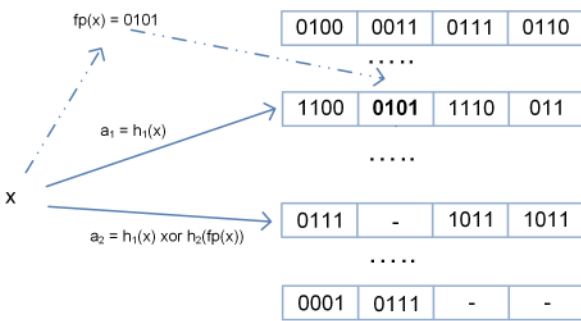 fp(x) = 0101
0100 0011 0111 0110
.....
a₁ = h₁(x)
1100 0101 1110 011
.....
x
0111 - 1011 1011
a₂ = h₁(x) xor h₂(fp(x))
.....
0001 0111 - -